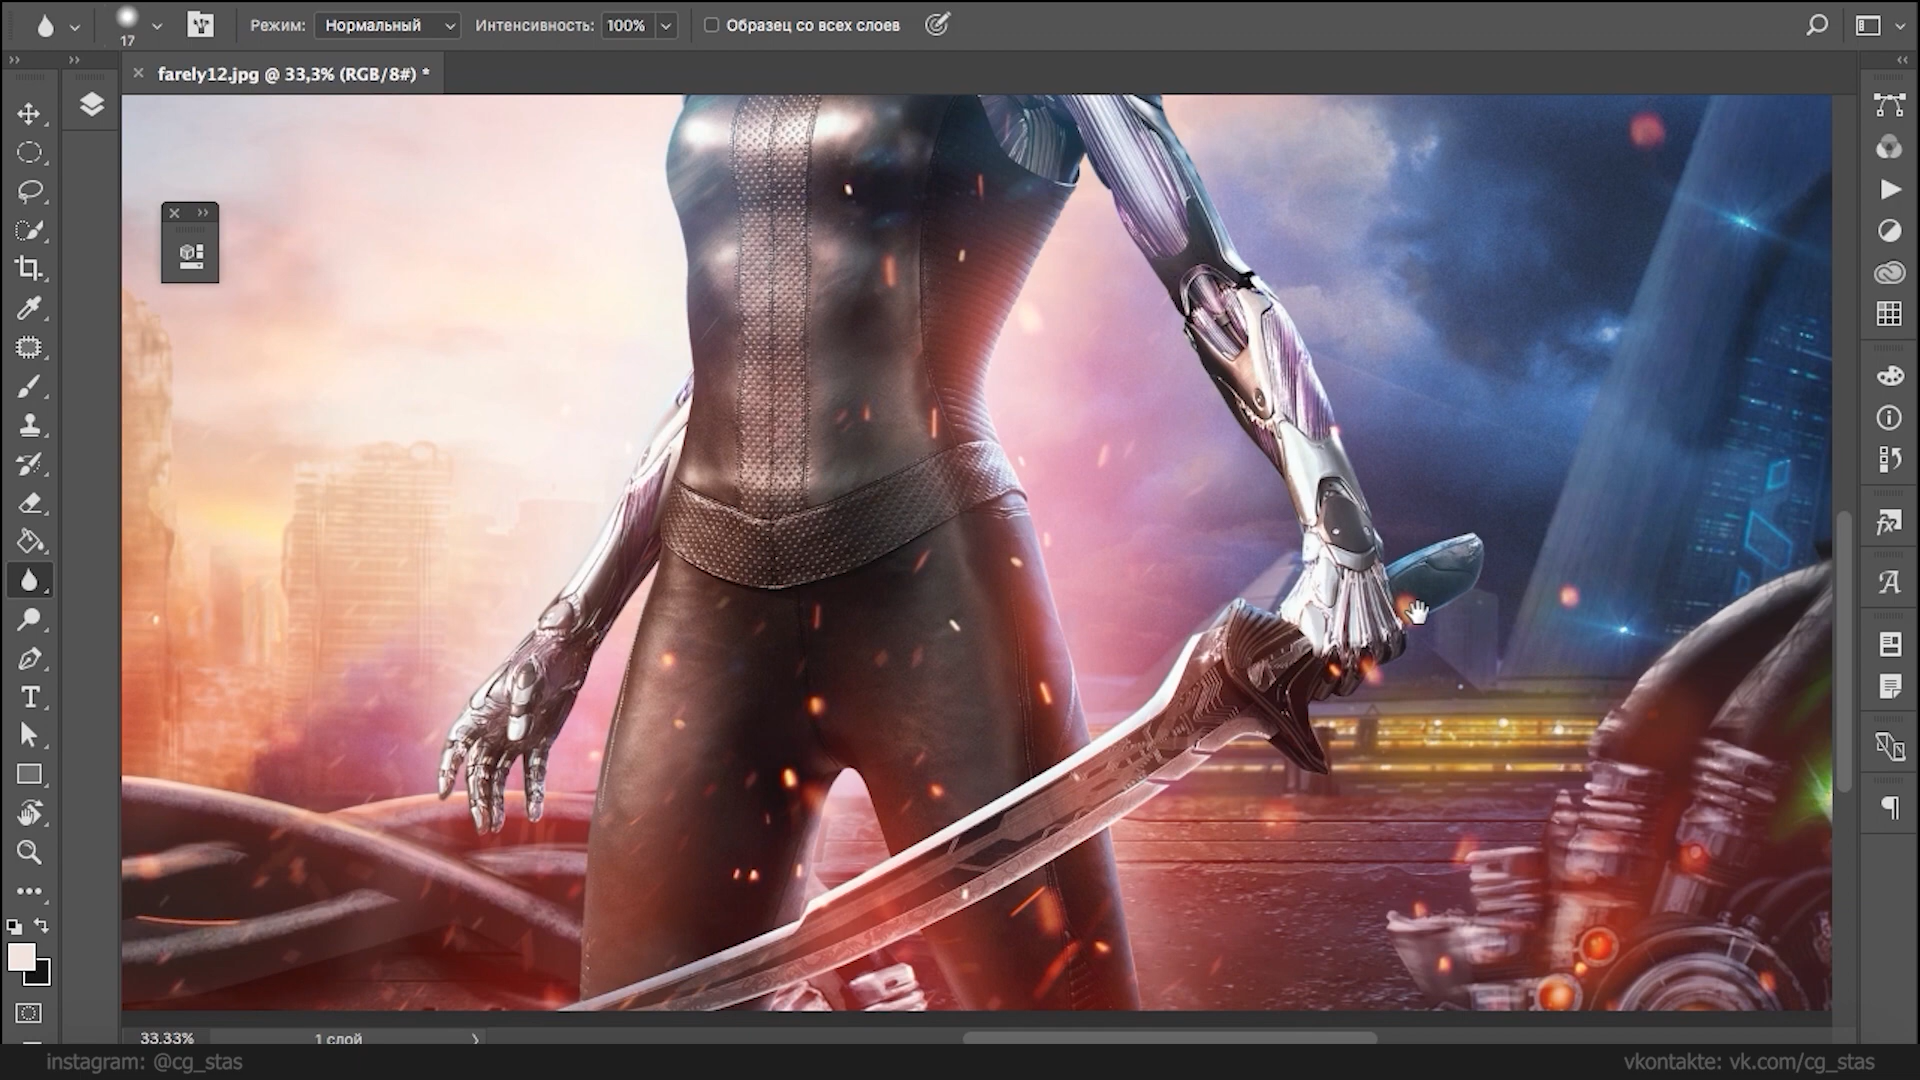 17
Режим: Нормальный Интенсивность: 100% Образец со всех слоев
farely12.jpg @ 33,3% (RGB/8#) *
33,33% 1 слой
instagram: @cg_stas
vkontakte: vk.com/cg_stas